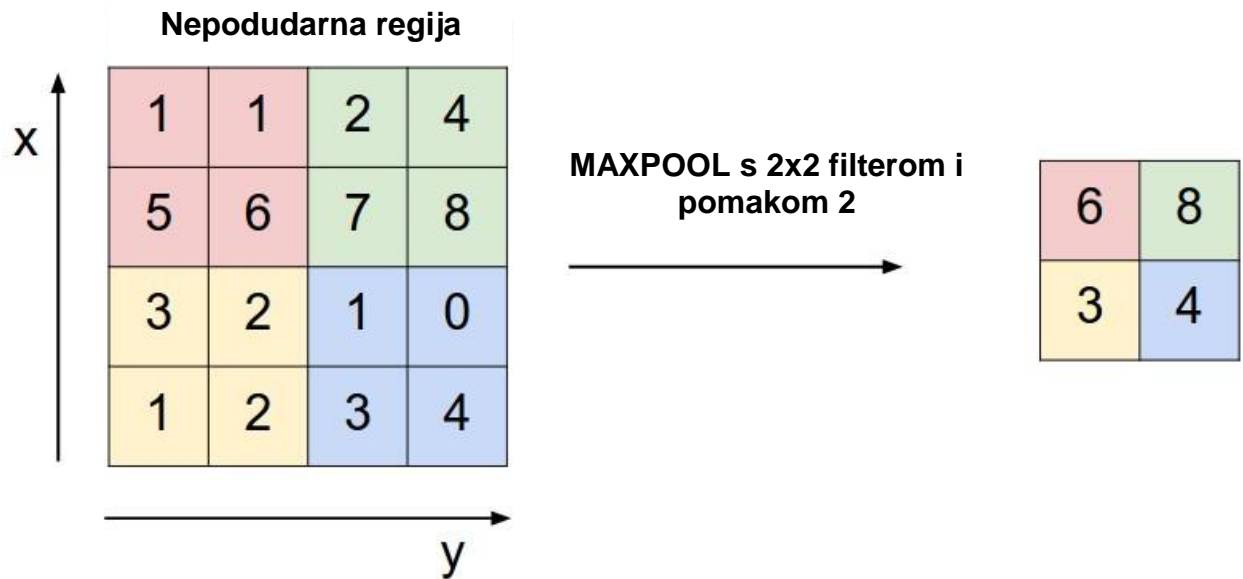 Nepodudarna regija
x
1 1 2 4
5 6 7 8
3 2 1 0
1 2 3 4
y
MAXPOOL s 2x2 filterom i
pomakom 2
6 8
3 4